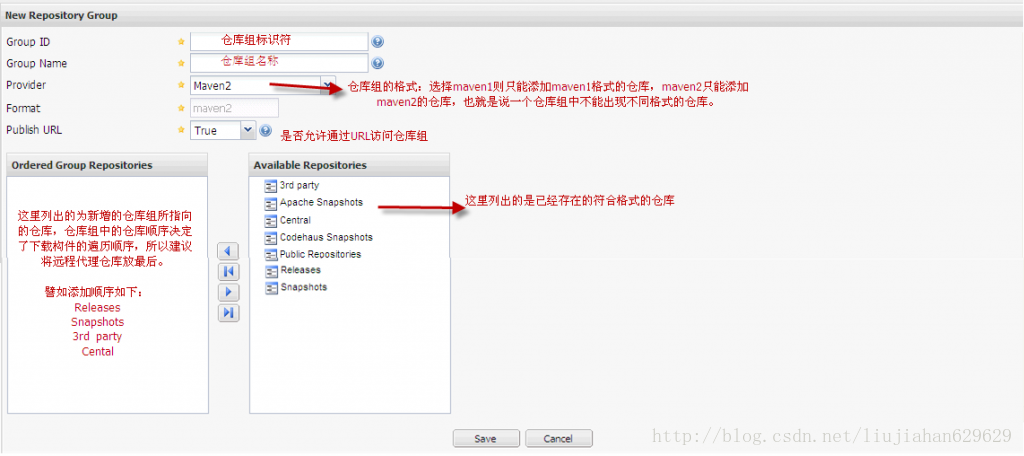 New Repository Group
Group ID 仓库组标识符
Group Name 仓库组名称
Provider Maven2
仓库组的格式：选择maven1则只能添加maven1格式的仓库，maven2只能添加
maven2的仓库，也就是说一个仓库组中不能出现不同格式的仓库。
Format maven2
Publish URL True
是否允许通过URL访问仓库组
Ordered Group Repositories
这里列出的为新增的仓库组所指向
的仓库，仓库组中的仓库顺序决定
了下载构件的遍历顺序，所以建议
将远程代理仓库放最后。
譬如添加顺序如下：
Releases
Snapshots
3rd party
Cental
Available Repositories
3rd party
Apache Snapshots
Central
Codehaus Snapshots
Public Repositories
Releases
Snapshots
这里列出的是已经存在的符合格式的仓库
Save Cancel
http://blog.csdn.net/liujiahan629629